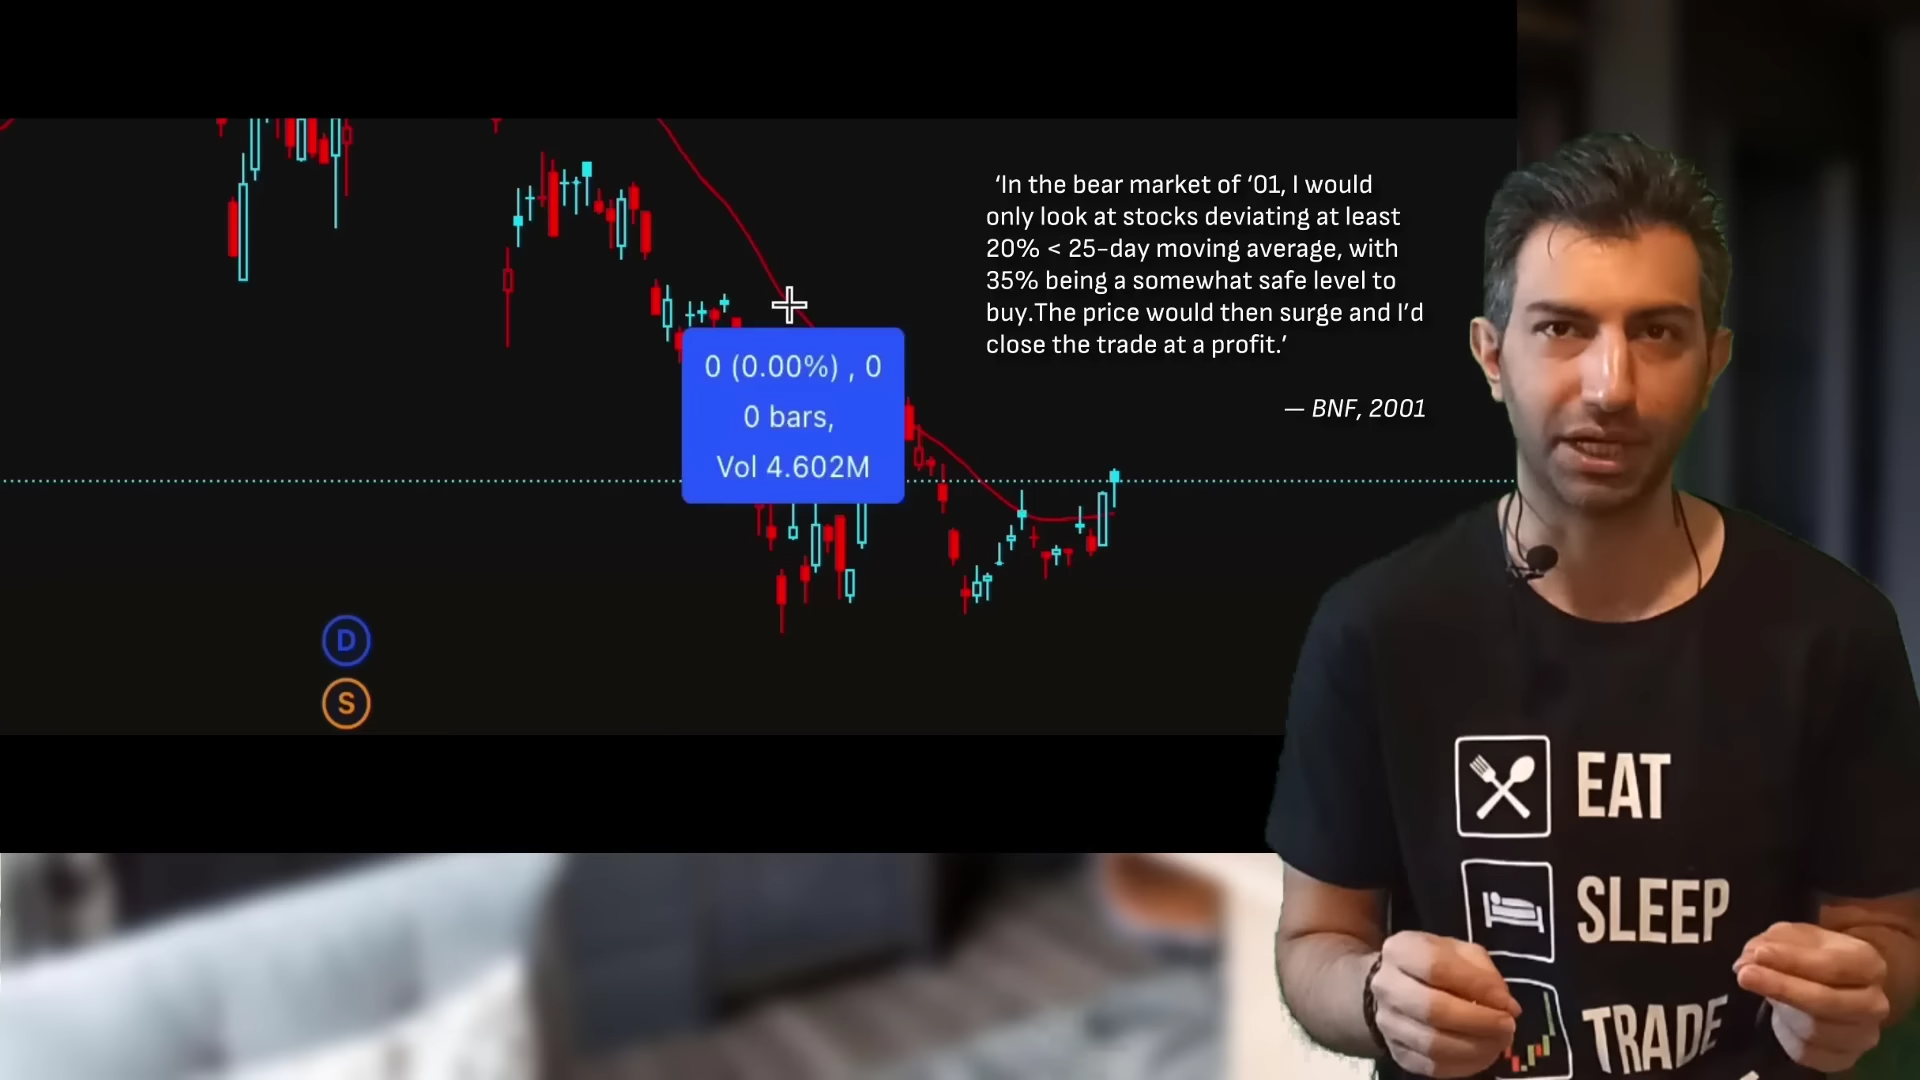 ‘In the bear market of ‘01, I would
only look at stocks deviating at least
20% < 25-day moving average, with
35% being a somewhat safe level to
buy.The price would then surge and I’d
close the trade at a profit.’
— BNF, 2001
0 (0.00%) , 0
0 bars,
Vol 4.602M
D
S
EAT
SLEEP
TRADE